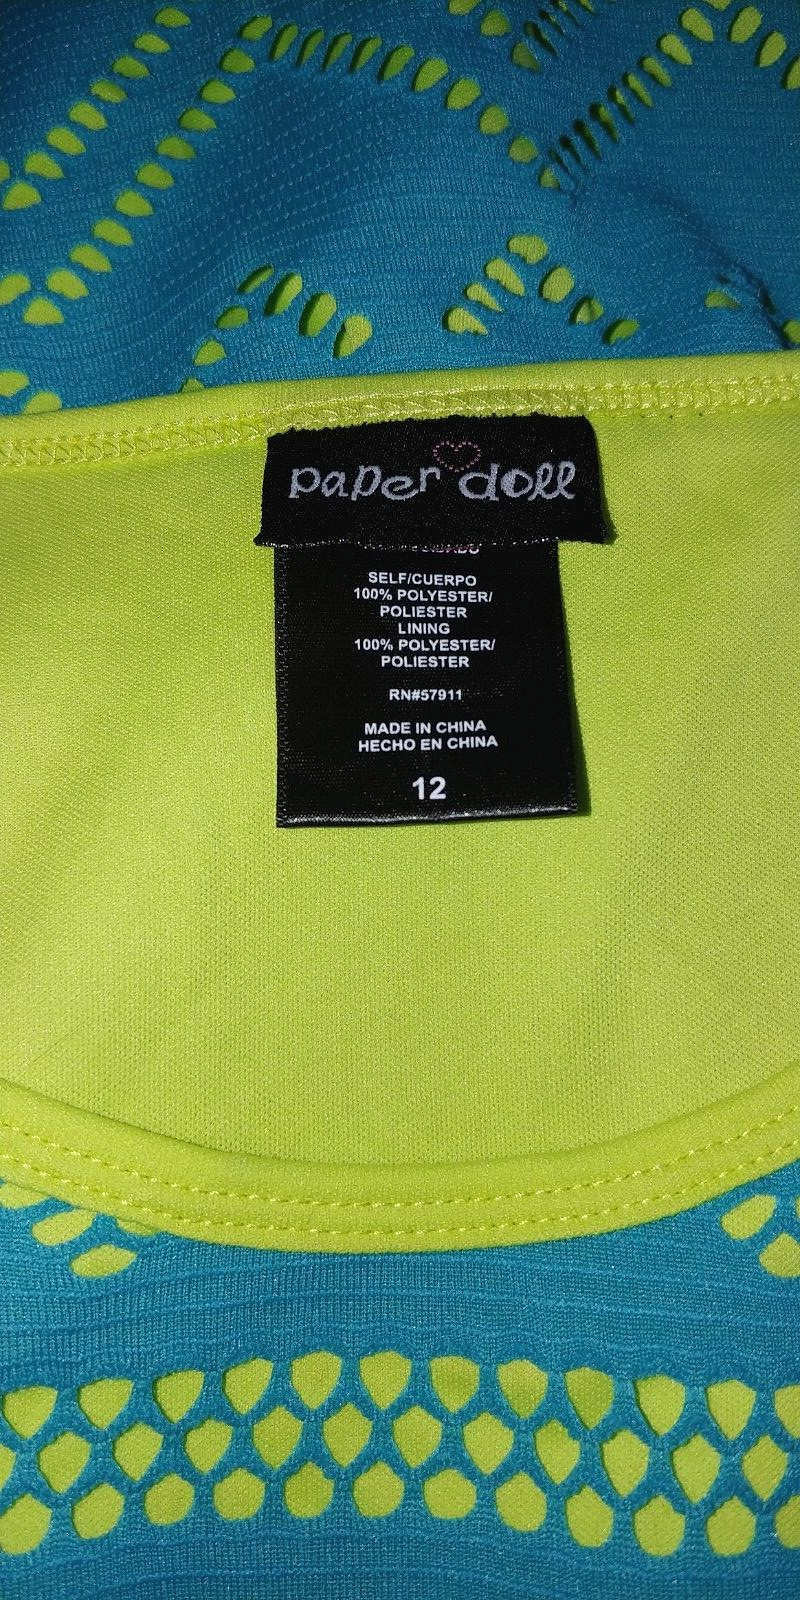 paper doll
SELF/CUERPO
100% POLYESTER/
POLIESTER
LINING
100% POLYESTER/
POLIESTER
RN#57911
MADE IN CHINA
HECHO EN CHINA
12